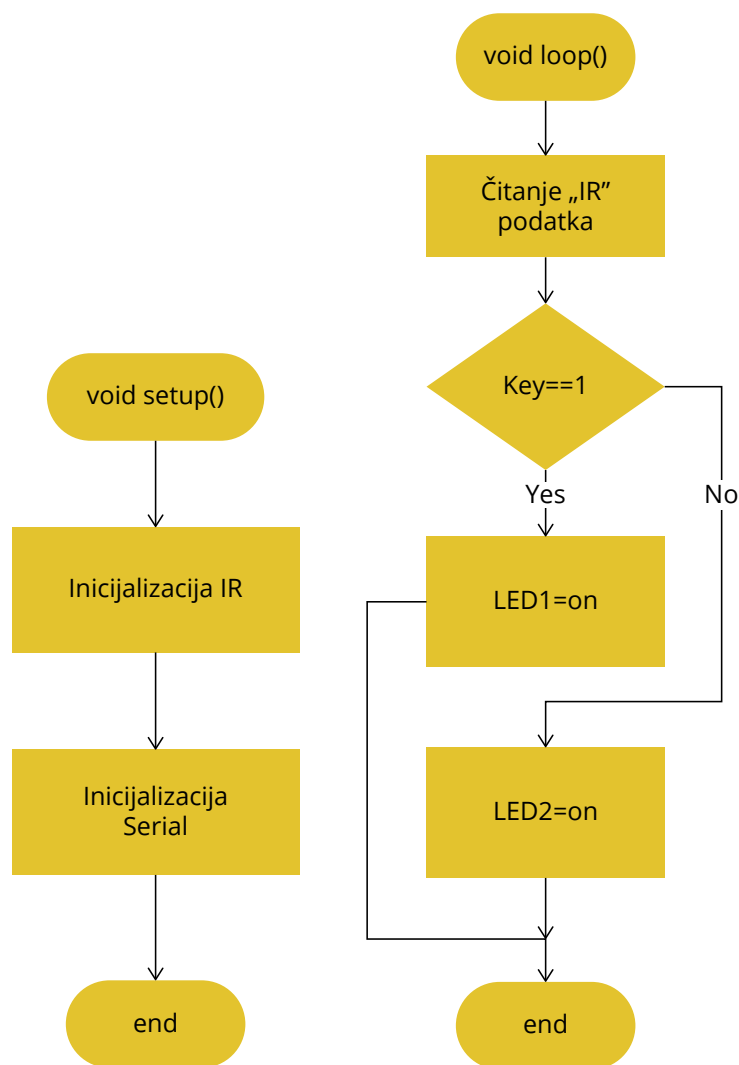 void setup()
Inicijalizacija IR
Inicijalizacija
Serial
end
void loop()
Čitanje „IR”
podatka
Key==1
Yes
No
LED1=on
LED2=on
end